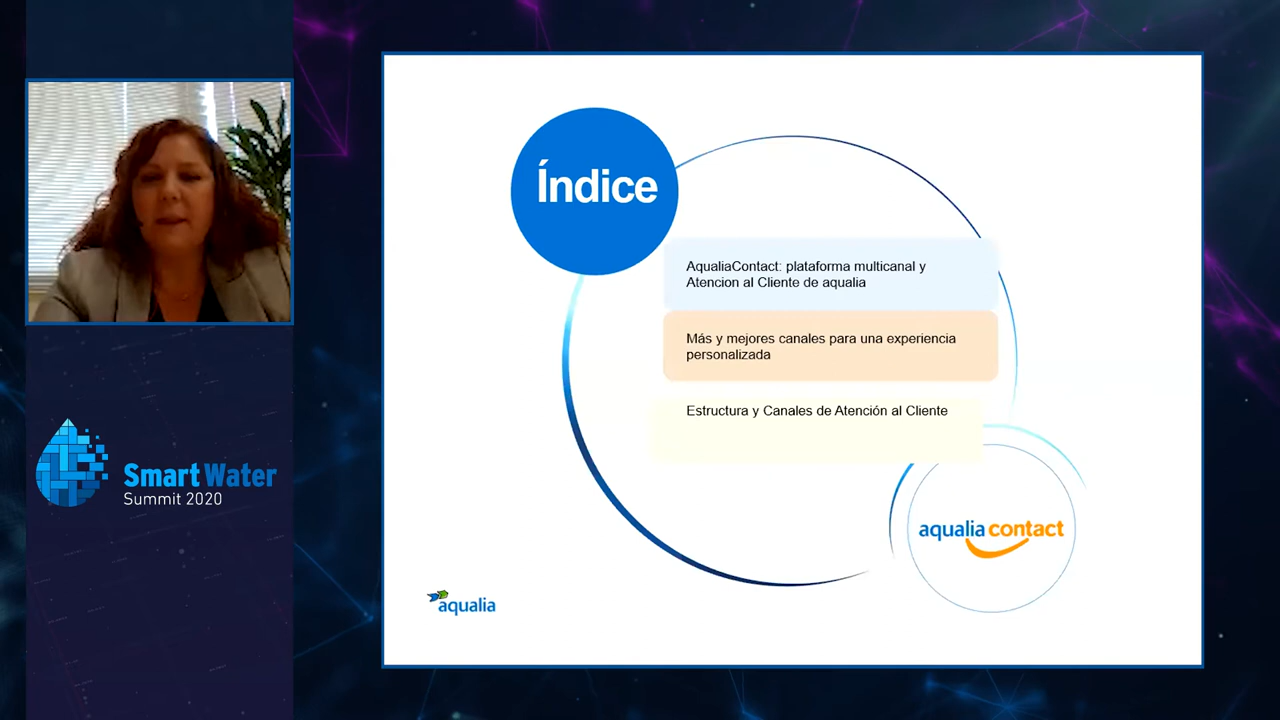 Índice
AqualiaContact: plataforma multicanal y
Atencion al Cliente de aqualia
Más y mejores canales para una experiencia
personalizada
Estructura y Canales de Atención al Cliente
Smart Water
Summit 2020
aqualia contact
aqualia